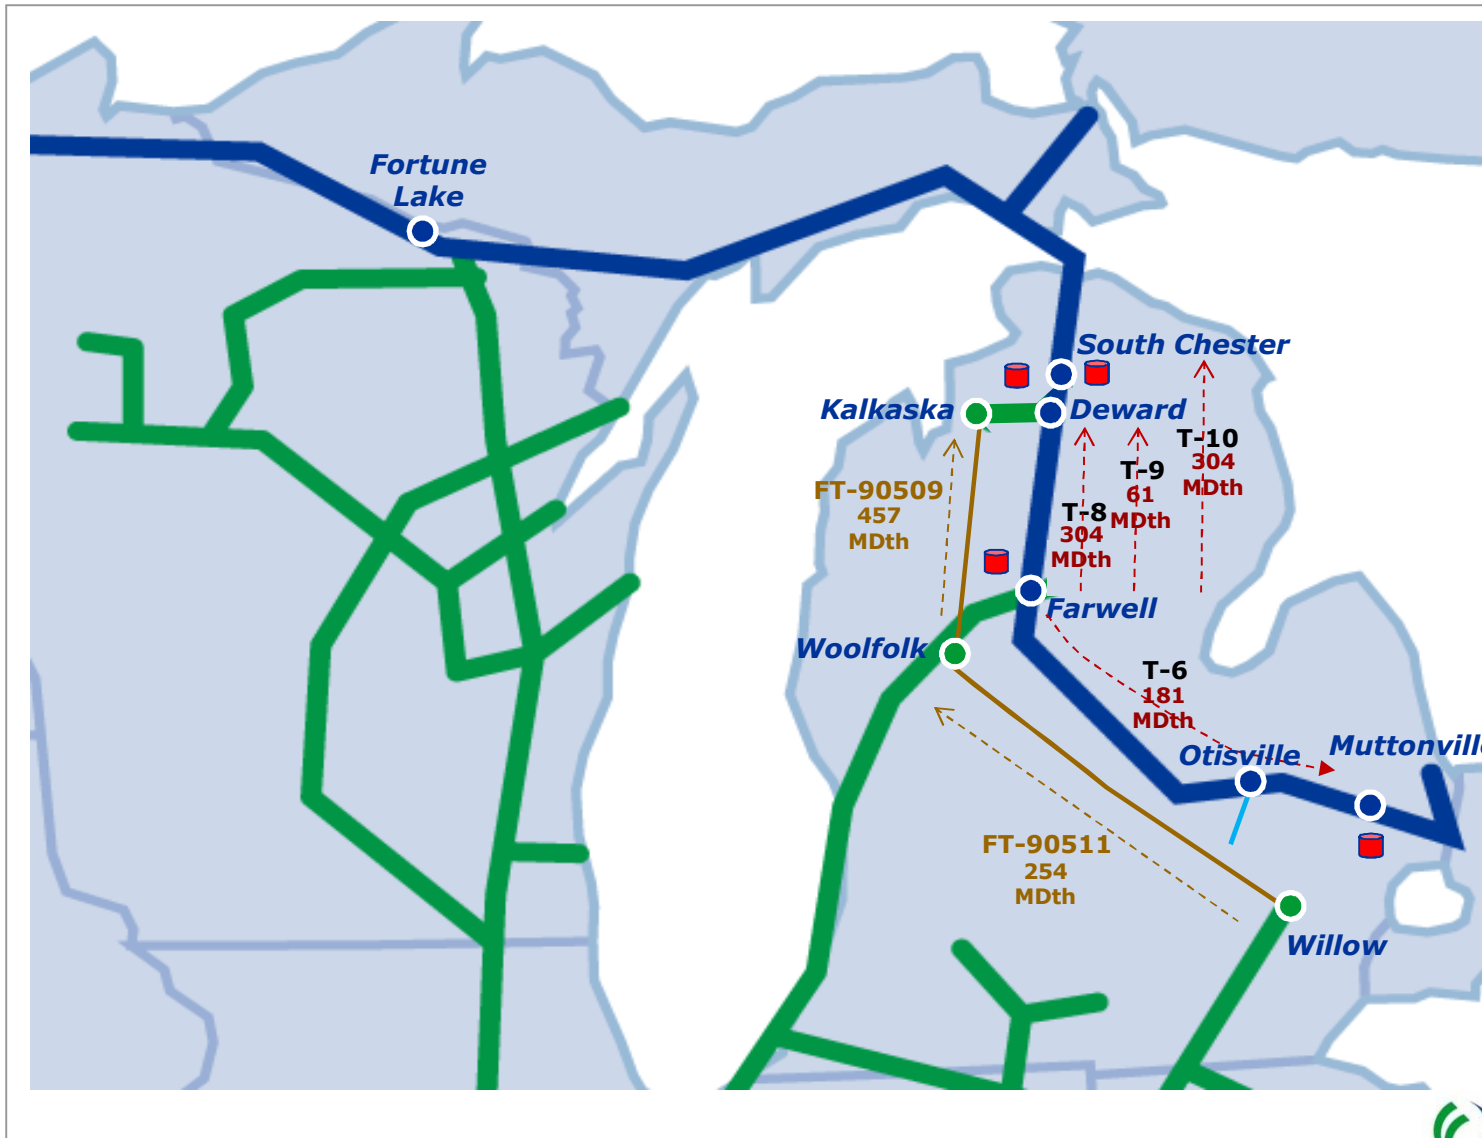 Fortune
Lake
South Chester
Kalkaska
Deward
T-10
304
MDth
T-9
61
MDth
FT-90509
457
MDth
T-8
304
MDth
Farwell
Woolfolk
T-6
181
MDth
Otisville
Muttonville
FT-90511
254
MDth
Willow